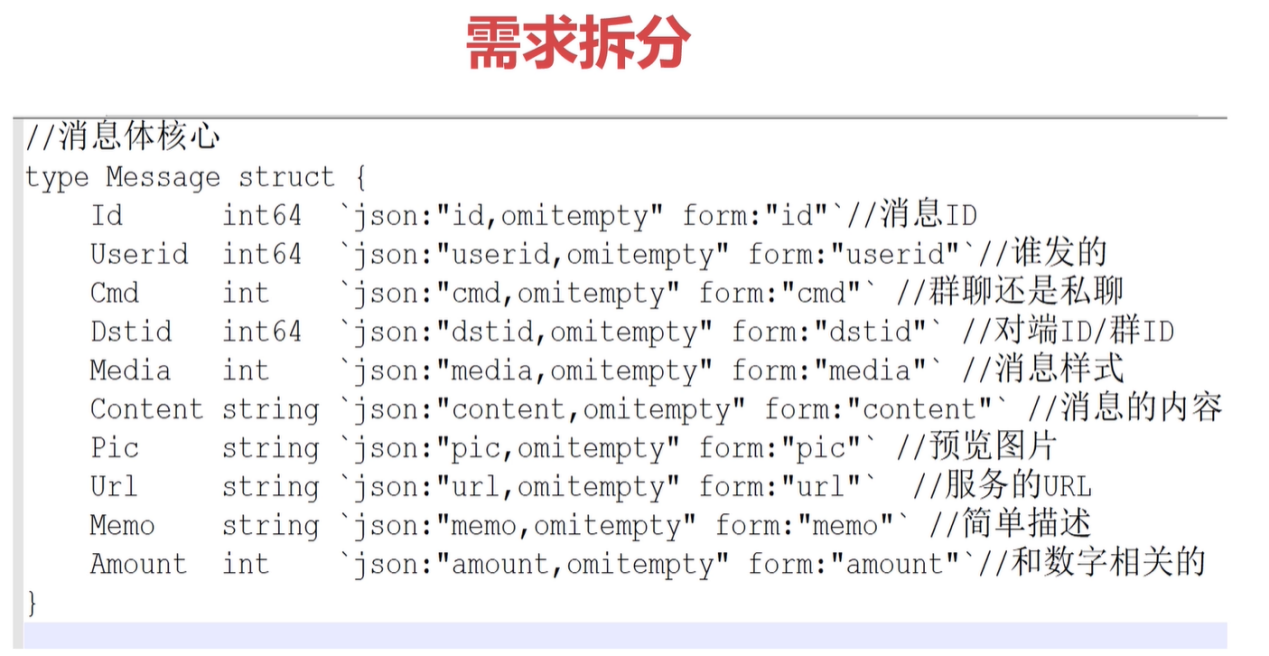 需求拆分
//消息体核心
type Message struct {
    Id      int64  `json:"id,omitempty" form:"id"`//消息ID
    Userid  int64  `json:"userid,omitempty" form:"userid"`//谁发的
    Cmd     int    `json:"cmd,omitempty" form:"cmd"` //群聊还是私聊
    Dstid   int64  `json:"dstid,omitempty" form:"dstid"` //对端ID/群ID
    Media   int    `json:"media,omitempty" form:"media"` //消息样式
    Content string `json:"content,omitempty" form:"content"` //消息的内容
    Pic     string `json:"pic,omitempty" form:"pic"` //预览图片
    Url     string `json:"url,omitempty" form:"url"`  //服务的URL
    Memo    string `json:"memo,omitempty" form:"memo"` //简单描述
    Amount  int    `json:"amount,omitempty" form:"amount"`//和数字相关的
}